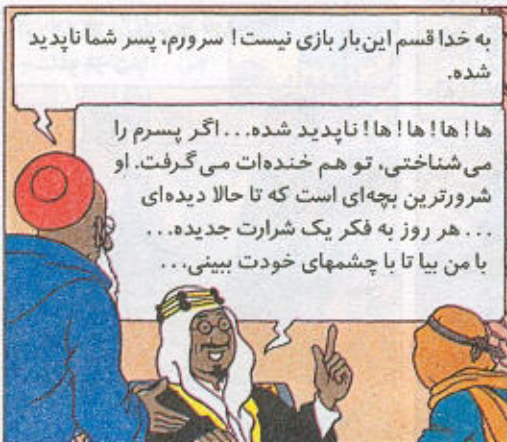 به خدا قسم این‌بار بازی نیست! سرورم، پسر شما ناپدید
شده.
ها! ها! ها! ها! ناپدید شده... اگر پسرم را
می‌شناختی، تو هم خنده‌ات می‌گرفت. او
شرورترین بچه‌ای است که تا حالا دیده‌ای
... هر روز به فکر یک شرارت جدیده...
با من بیا تا با چشمهای خودت ببینی...